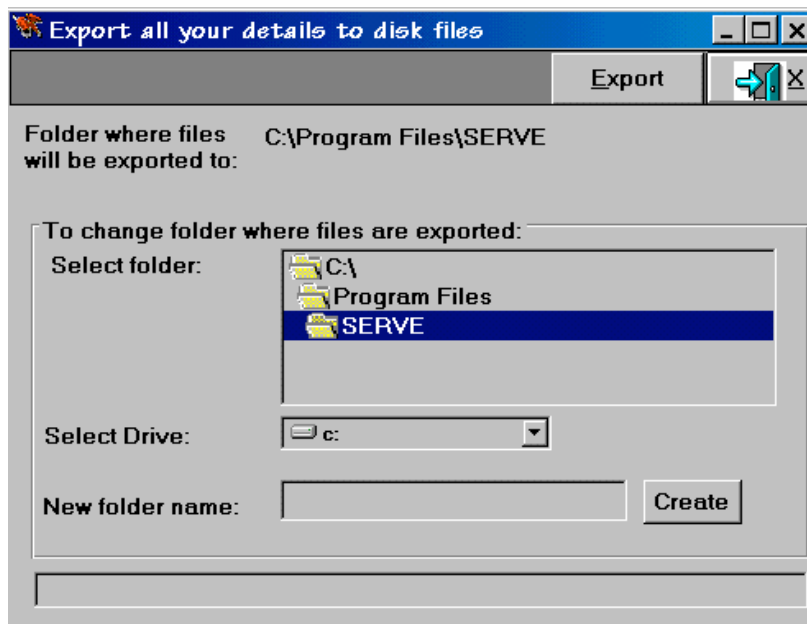 Export all your details to disk files
Export
X
Folder where files
will be exported to:
C:\Program Files\SERVE
To change folder where files are exported:
Select folder:
C:\
Program Files
SERVE
Select Drive:
c:
New folder name:
Create